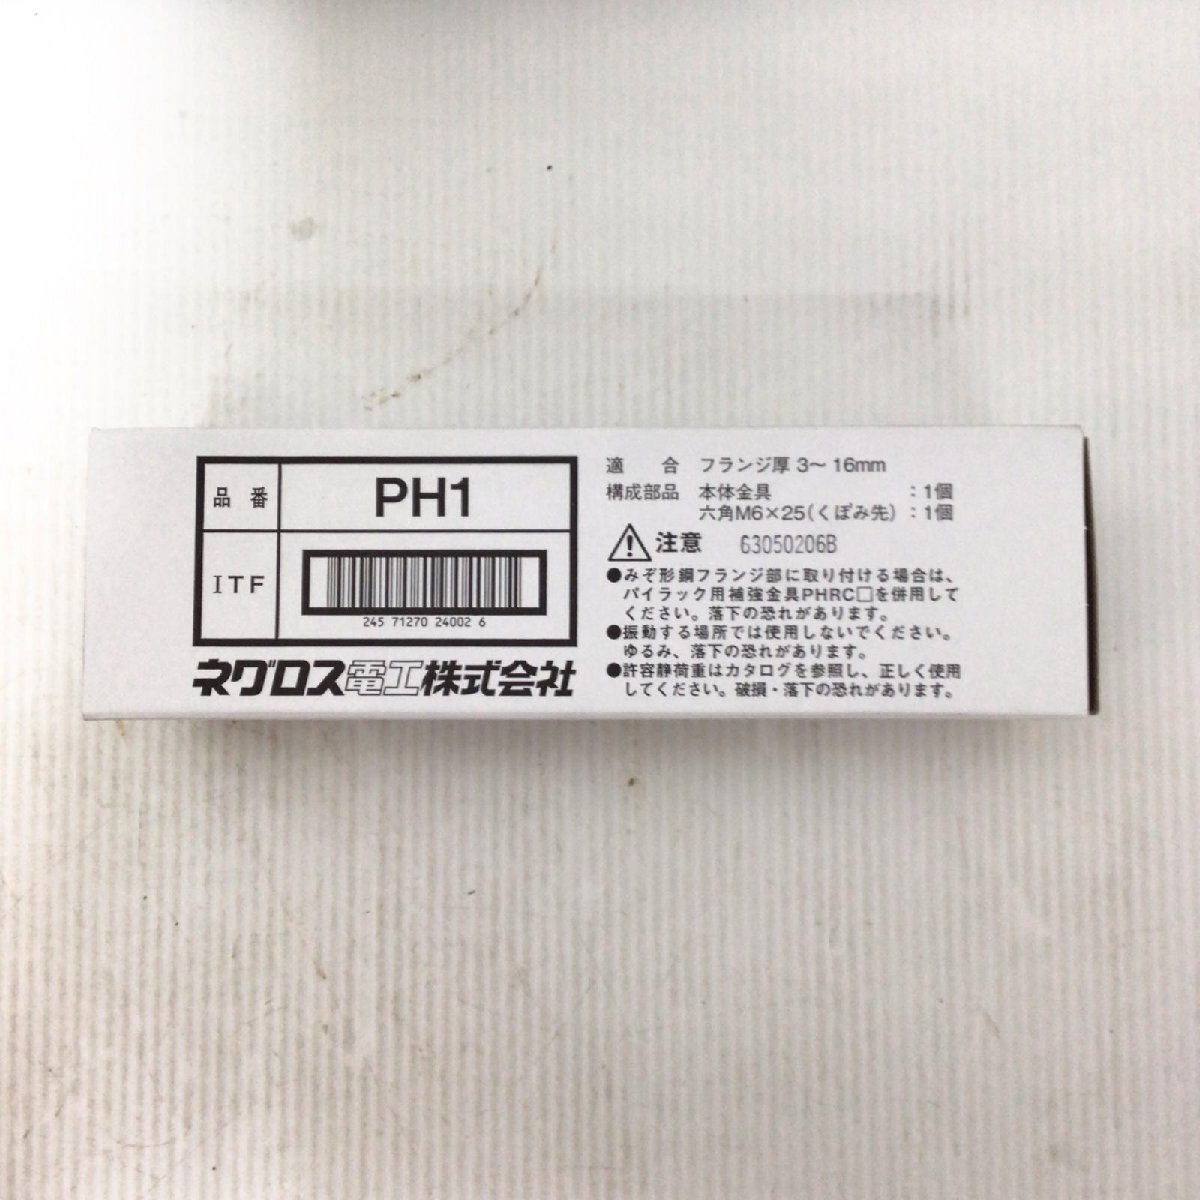 品番 PH1
ITF
245 71270 24002 6
ネグロス電工株式会社
適合 フランジ厚 3〜16mm
構成部品 本体金具 :1個
六角M6×25(くぼみ先) :1個
注意 63050206B
●みぞ形鋼フランジ部に取り付ける場合は、
パイラック用補強金具PHRC□を併用して
ください。落下の恐れがあります。
●振動する場所では使用しないでください。
ゆるみ、落下の恐れがあります。
●許容静荷重はカタログを参照し、正しく使用
してください。破損・落下の恐れがあります。